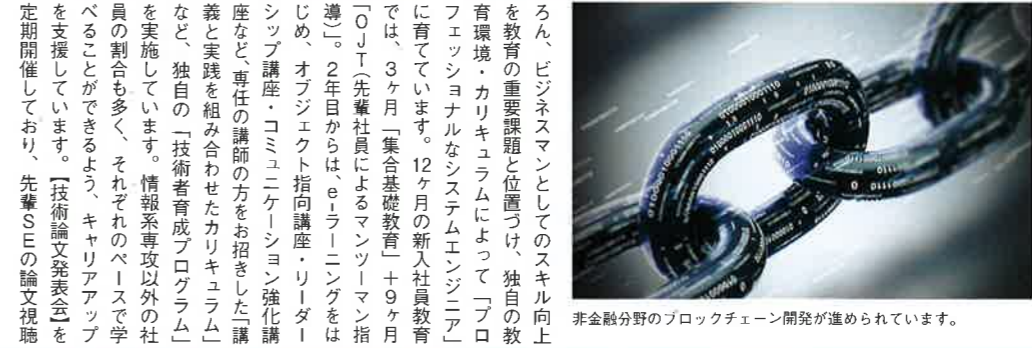 ろん、ビジネスマンとしてのスキル向上
を教育の重要課題と位置づけ、独自の教
育環境・カリキュラムによって「プロ
フェッショナルなシステムエンジニア」
に育てています。12ヶ月の新入社員教育
では、3ヶ月「集合基礎教育」＋9ヶ月
「OJT(先輩社員によるマンツーマン指
導)」。2年目からは、e-ラーニングをは
じめ、オブジェクト指向講座・リーダー
シップ講座・コミュニケーション強化講
座など、専任の講師の方をお招きした「講
義と実践を組み合わせたカリキュラム」
など、独自の「技術者育成プログラム」
を実施しています。情報系専攻以外の社
員の割合も多く、それぞれのペースで学
べることができるよう、キャリアアップ
を支援しています。【技術論文発表会】を
定期開催しており、先輩SEの論文視聴
非金融分野のブロックチェーン開発が進められています。